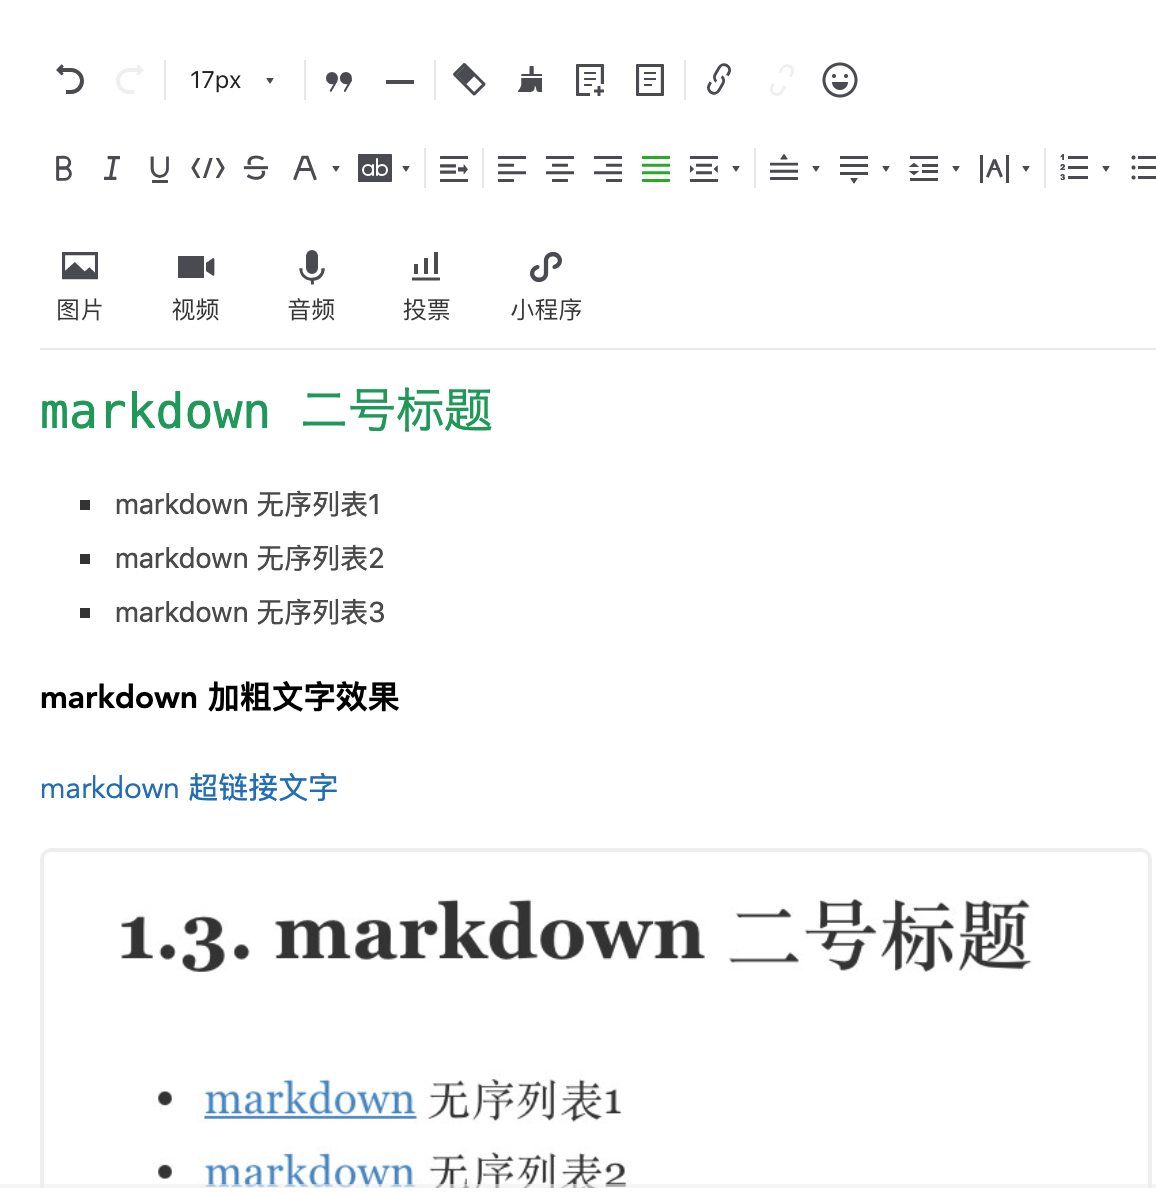 17px
B I U </> S A ab |A|
图片 视频 音频 投票 小程序
markdown 二号标题
markdown 无序列表1
markdown 无序列表2
markdown 无序列表3
markdown 加粗文字效果
markdown 超链接文字
1.3. markdown 二号标题
markdown 无序列表1
markdown 无序列表2